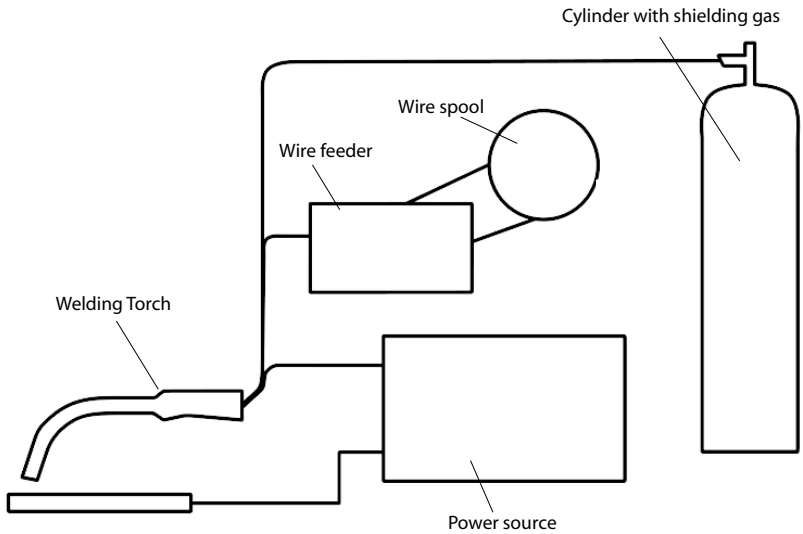 Cylinder with shielding gas
Wire spool
Wire feeder
Welding Torch
Power source